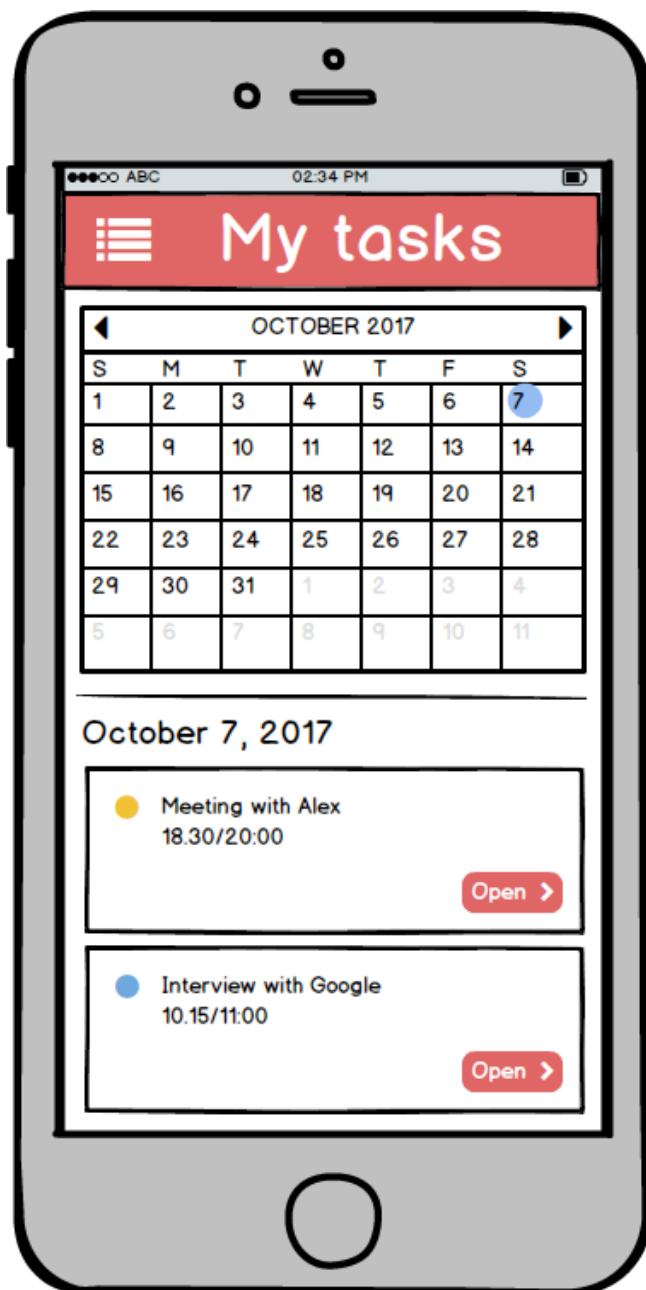 ABC 02:34 PM
My tasks
OCTOBER 2017
S M T W T F S
1 2 3 4 5 6 7
8 9 10 11 12 13 14
15 16 17 18 19 20 21
22 23 24 25 26 27 28
29 30 31 1 2 3 4
5 6 7 8 9 10 11
October 7, 2017
Meeting with Alex
18.30/20:00
Open
Interview with Google
10.15/11:00
Open